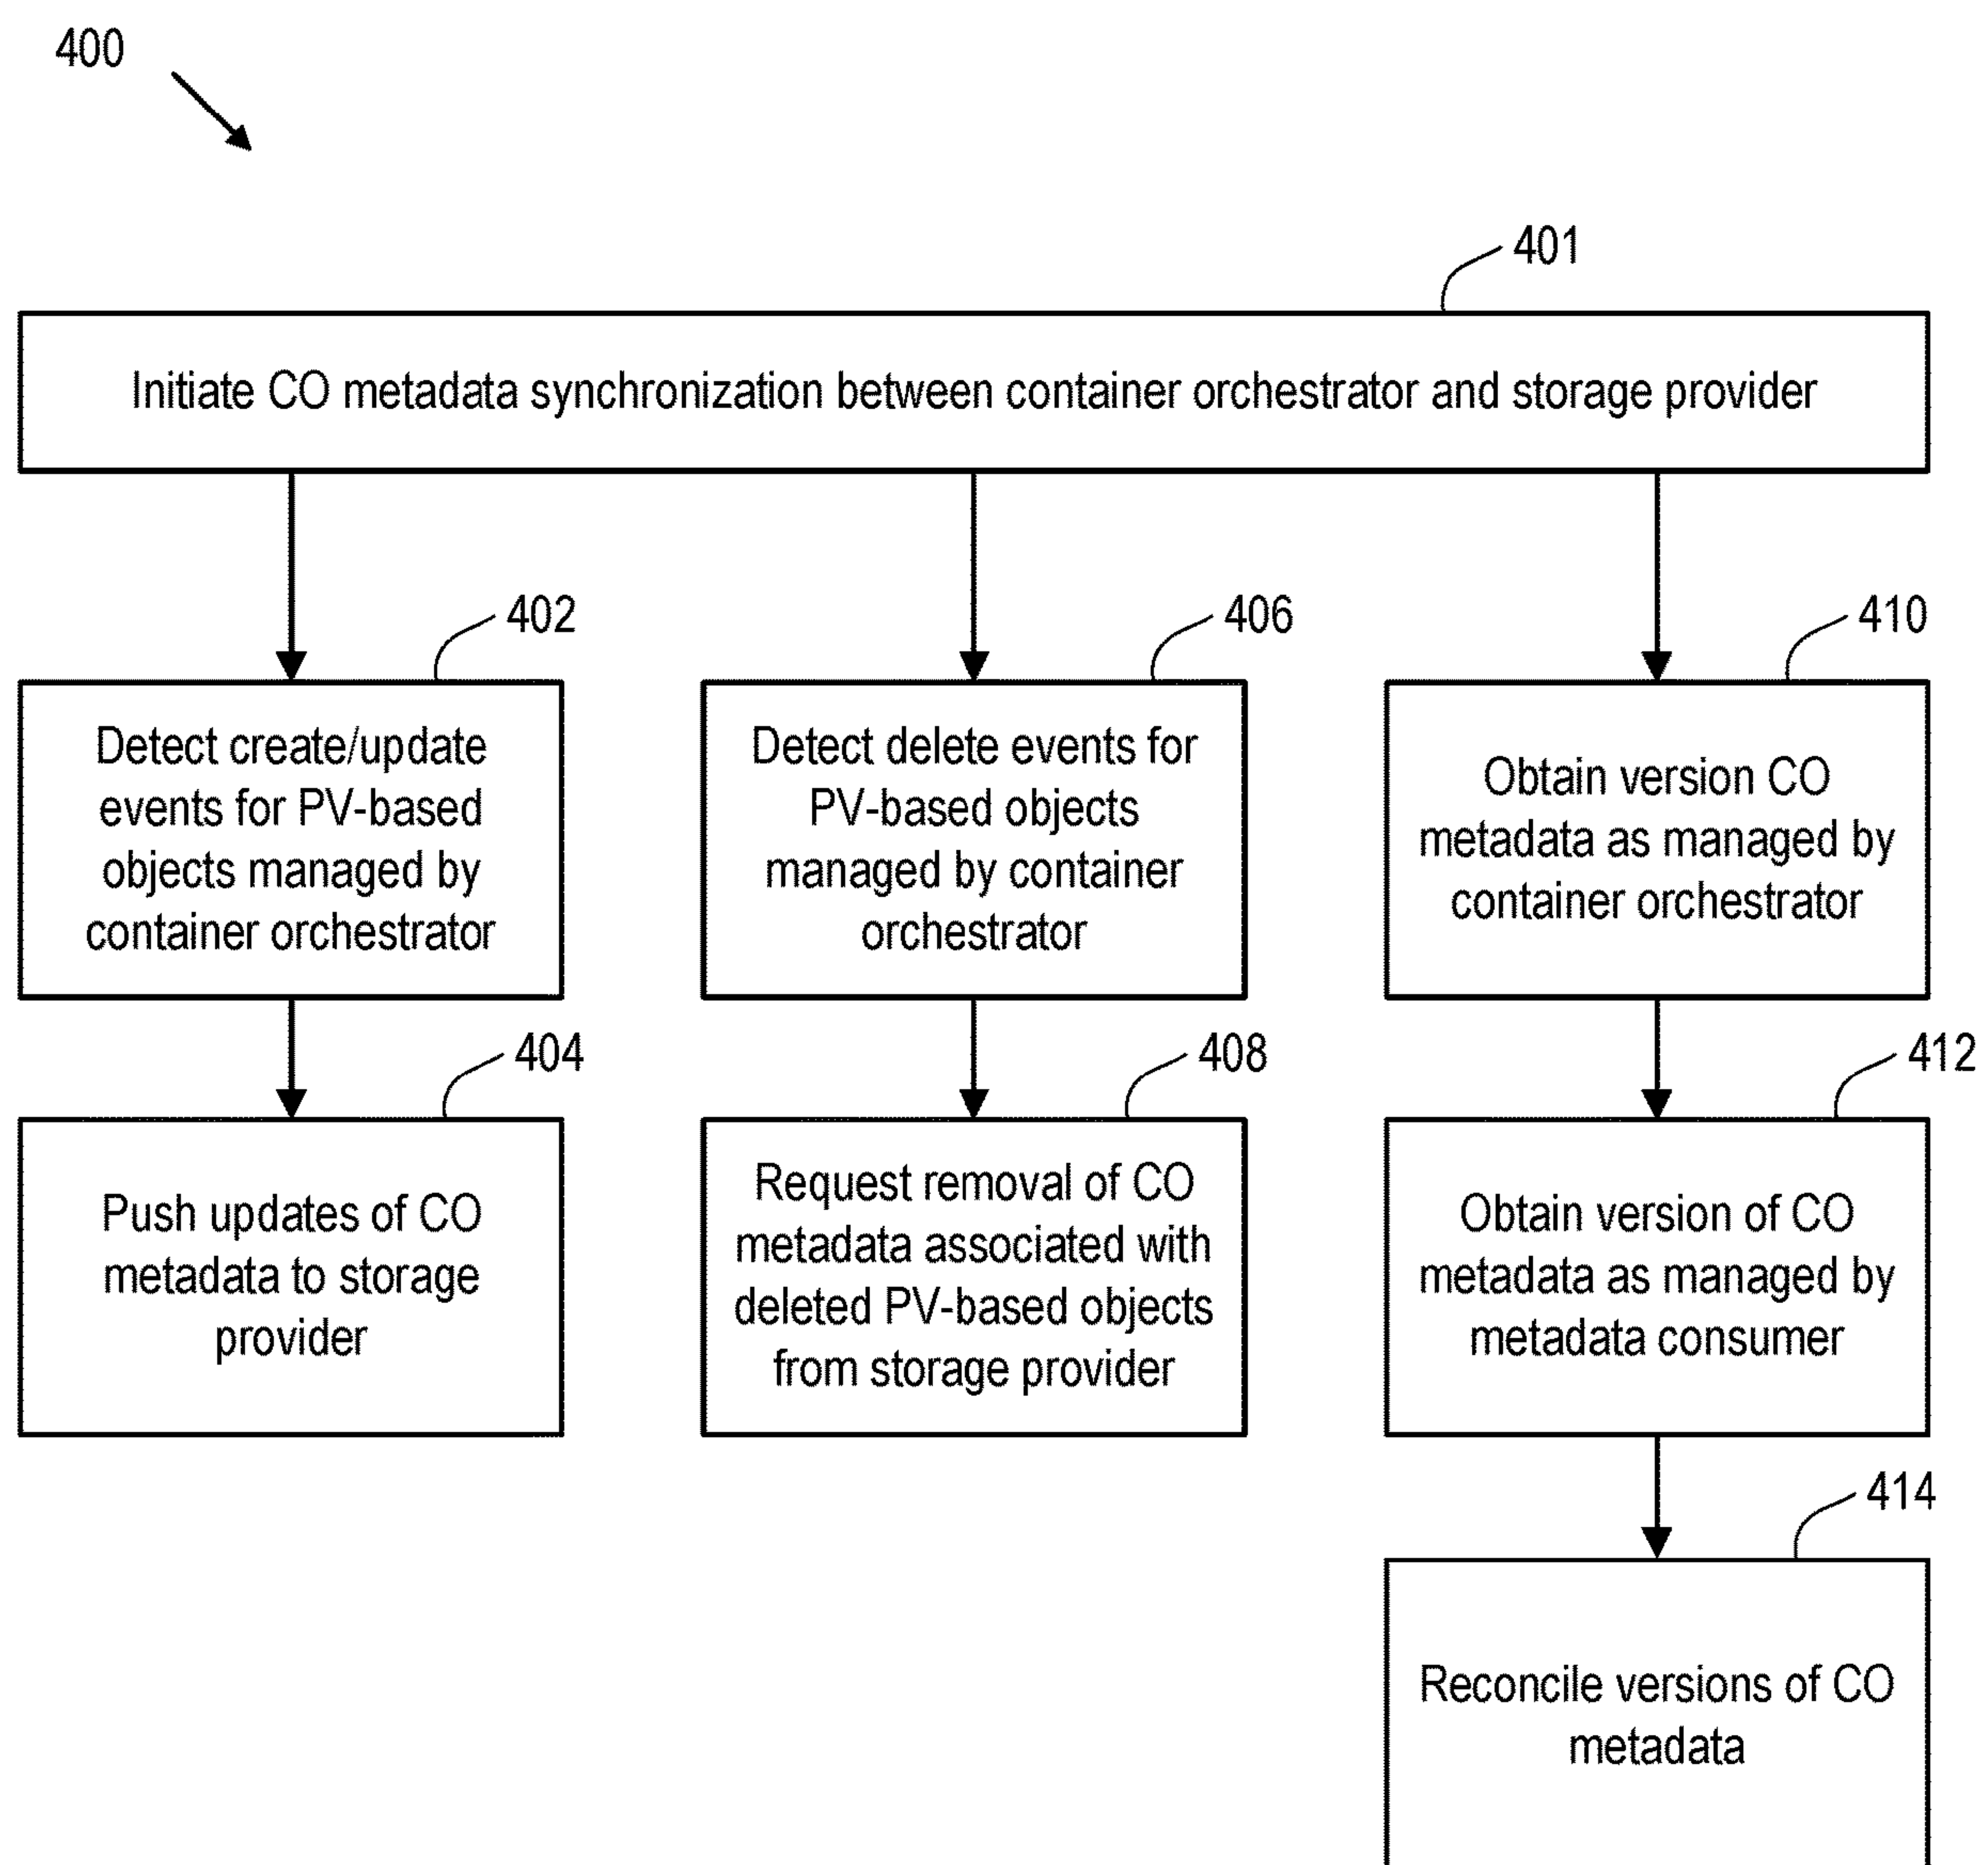 400
401
Initiate CO metadata synchronization between container orchestrator and storage provider
402
Detect create/update
events for PV-based
objects managed by
container orchestrator
406
Detect delete events for
PV-based objects
managed by container
orchestrator
410
Obtain version CO
metadata as managed by
container orchestrator
404
Push updates of CO
metadata to storage
provider
408
Request removal of CO
metadata associated with
deleted PV-based objects
from storage provider
412
Obtain version of CO
metadata as managed by
metadata consumer
414
Reconcile versions of CO
metadata